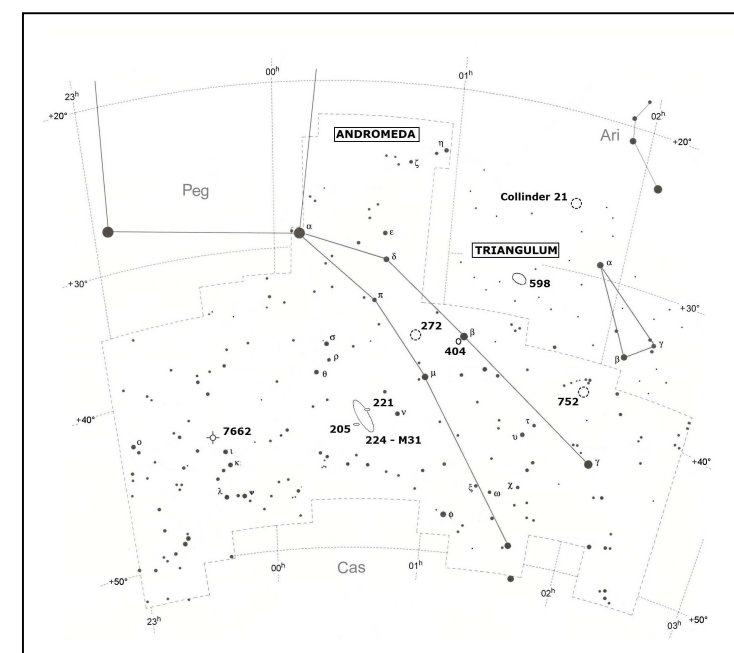 00ʰ
01ʰ
23ʰ
02ʰ
+20°
ANDROMEDA
Ari
+20°
η
ζ
Peg
Collinder 21
α
ε
TRIANGULUM
δ
α
598
+30°
π
+30°
272
β
σ
404
γ
ρ
β
μ
θ
752
221
ν
205
7662
224 - M31
τ
+40°
υ
ο
ι
γ
κ
+40°
ξ
χ
λ
ψ
ω
φ
00ʰ
01ʰ
Cas
+50°
02ʰ
23ʰ
03ʰ
+50°